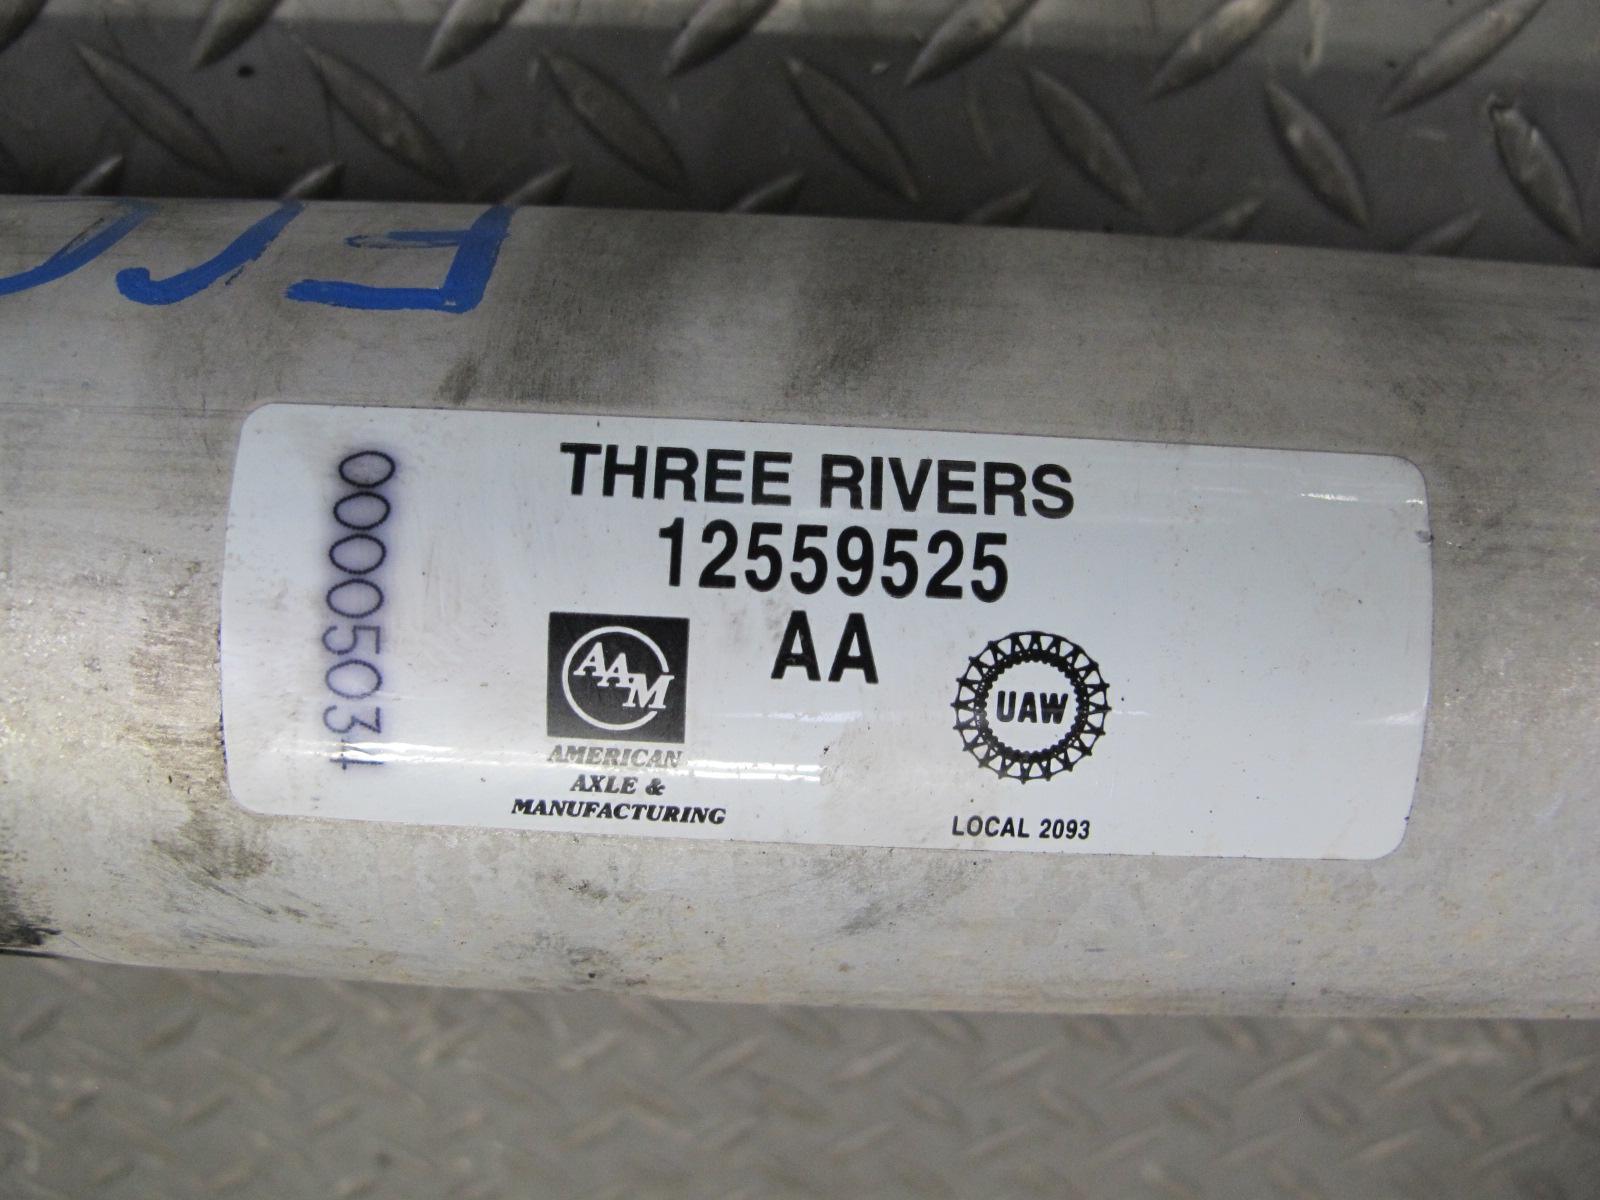 THREE RIVERS
12559525
AA
00005034
AAM
AMERICAN
AXLE &
MANUFACTURING
UAW
LOCAL 2093